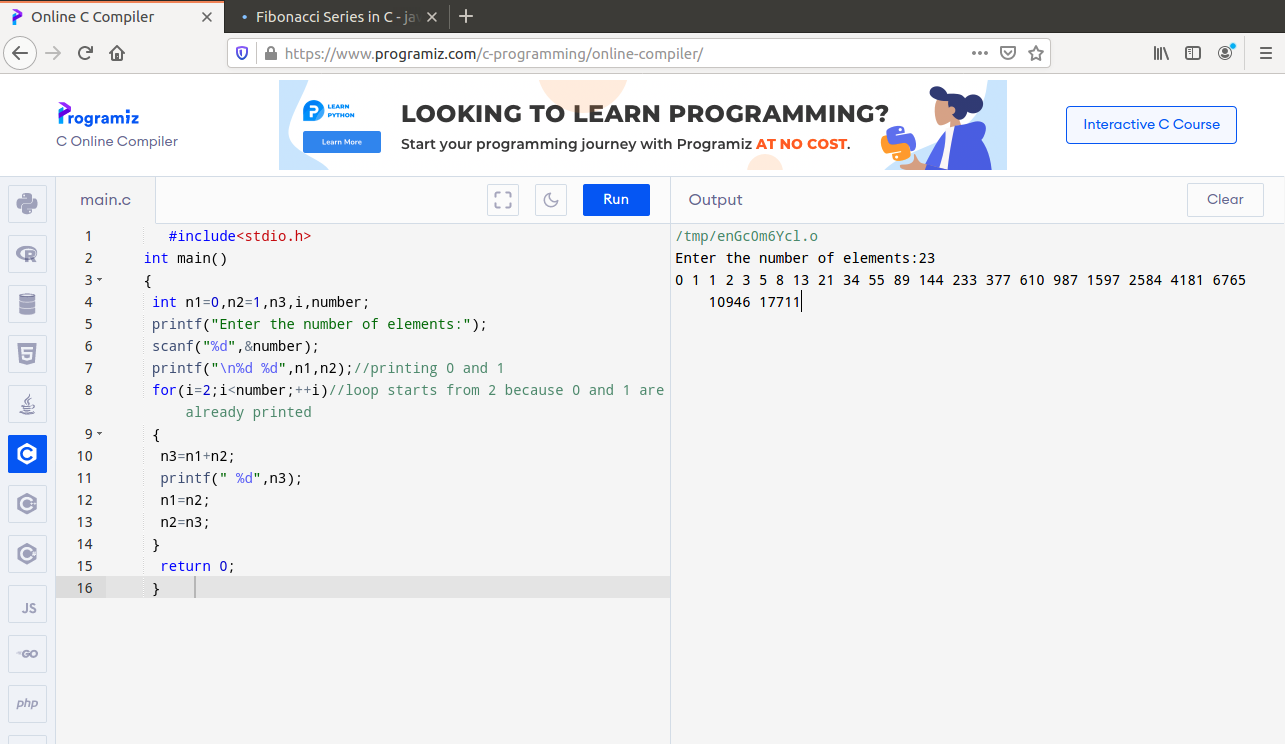 Online C Compiler
Fibonacci Series in C - jav
https://www.programiz.com/c-programming/online-compiler/
Programiz
C Online Compiler
LEARN
PYTHON
Learn More
LOOKING TO LEARN PROGRAMMING?
Start your programming journey with Programiz AT NO COST.
Interactive C Course
main.c
Run
Output
Clear
1 #include<stdio.h>
2 int main()
3 {
4 int n1=0,n2=1,n3,i,number;
5 printf("Enter the number of elements:");
6 scanf("%d",&number);
7 printf("\n%d %d",n1,n2);//printing 0 and 1
8 for(i=2;i<number;++i)//loop starts from 2 because 0 and 1 are
already printed
9 {
10 n3=n1+n2;
11 printf(" %d",n3);
12 n1=n2;
13 n2=n3;
14 }
15 return 0;
16 }
/tmp/enGcOm6Ycl.o
Enter the number of elements:23
0 1 1 2 3 5 8 13 21 34 55 89 144 233 377 610 987 1597 2584 4181 6765
10946 17711
JS
GO
php